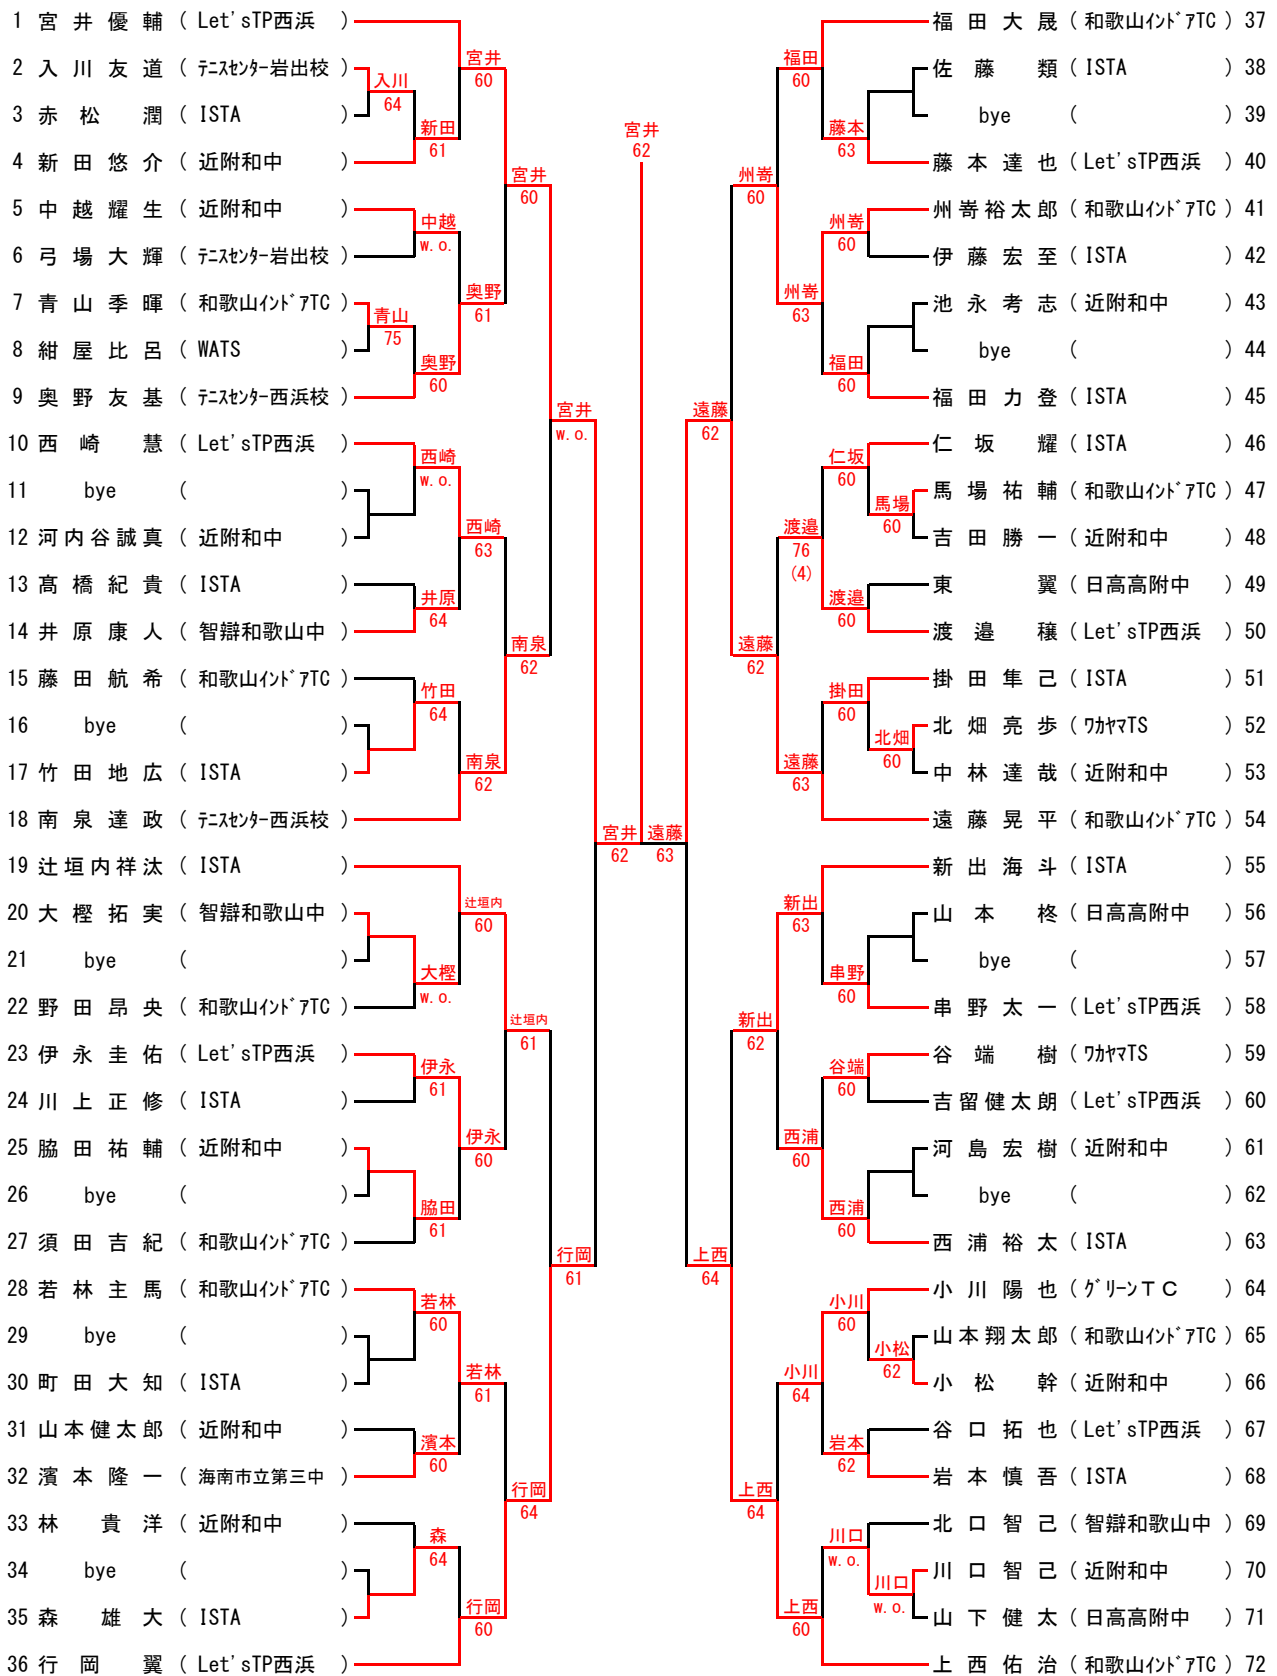 1 宮井優輔 ( Let'sTP西浜 )
2 入川友道 ( テニスセンター岩出校 )
3 赤松潤 ( ISTA )
4 新田悠介 ( 近附和中 )
5 中越耀生 ( 近附和中 )
6 弓場大輝 ( テニスセンター岩出校 )
7 青山季暉 ( 和歌山インドアTC )
8 紺屋比呂 ( WATS )
9 奥野友基 ( テニスセンター西浜校 )
10 西崎慧 ( Let'sTP西浜 )
11 bye ( )
12 河内谷誠真 ( 近附和中 )
13 髙橋紀貴 ( ISTA )
14 井原康人 ( 智辯和歌山中 )
15 藤田航希 ( 和歌山インドアTC )
16 bye ( )
17 竹田地広 ( ISTA )
18 南泉達政 ( テニスセンター西浜校 )
19 辻垣内祥汰 ( ISTA )
20 大樫拓実 ( 智辯和歌山中 )
21 bye ( )
22 野田昂央 ( 和歌山インドアTC )
23 伊永圭佑 ( Let'sTP西浜 )
24 川上正修 ( ISTA )
25 脇田祐輔 ( 近附和中 )
26 bye ( )
27 須田吉紀 ( 和歌山インドアTC )
28 若林主馬 ( 和歌山インドアTC )
29 bye ( )
30 町田大知 ( ISTA )
31 山本健太郎 ( 近附和中 )
32 濱本隆一 ( 海南市立第三中 )
33 林貴洋 ( 近附和中 )
34 bye ( )
35 森雄大 ( ISTA )
36 行岡翼 ( Let'sTP西浜 )
入川
64
青山
75
新田
61
中越
w.o.
奥野
60
西崎
w.o.
井原
64
竹田
64
大樫
w.o.
伊永
61
脇田
61
若林
60
濱本
60
森
64
宮井
60
奥野
61
西崎
63
南泉
62
辻垣内
60
伊永
60
若林
61
行岡
60
宮井
60
南泉
62
辻垣内
61
行岡
64
宮井
w.o.
行岡
61
宮井
62
宮井
62
遠藤
63
遠藤
62
上西
64
州嵜
60
遠藤
62
新出
62
上西
64
福田
60
州嵜
63
渡邉
76
(4)
遠藤
63
新出
63
西浦
60
小川
64
上西
60
藤本
63
州嵜
60
福田
60
仁坂
60
渡邉
60
掛田
60
串野
60
谷端
60
西浦
60
小川
60
岩本
62
川口
w.o.
馬場
60
北畑
60
小松
62
川口
w.o.
福田大晟 ( 和歌山インドアTC ) 37
佐藤類 ( ISTA ) 38
bye ( ) 39
藤本達也 ( Let'sTP西浜 ) 40
州嵜裕太郎 ( 和歌山インドアTC ) 41
伊藤宏至 ( ISTA ) 42
池永考志 ( 近附和中 ) 43
bye ( ) 44
福田力登 ( ISTA ) 45
仁坂耀 ( ISTA ) 46
馬場祐輔 ( 和歌山インドアTC ) 47
吉田勝一 ( 近附和中 ) 48
東翼 ( 日高高附中 ) 49
渡邉穣 ( Let'sTP西浜 ) 50
掛田隼己 ( ISTA ) 51
北畑亮歩 ( ワカヤマTS ) 52
中林達哉 ( 近附和中 ) 53
遠藤晃平 ( 和歌山インドアTC ) 54
新出海斗 ( ISTA ) 55
山本柊 ( 日高高附中 ) 56
bye ( ) 57
串野太一 ( Let'sTP西浜 ) 58
谷端樹 ( ワカヤマTS ) 59
吉留健太朗 ( Let'sTP西浜 ) 60
河島宏樹 ( 近附和中 ) 61
bye ( ) 62
西浦裕太 ( ISTA ) 63
小川陽也 ( グリーンTC ) 64
山本翔太郎 ( 和歌山インドアTC ) 65
小松幹 ( 近附和中 ) 66
谷口拓也 ( Let'sTP西浜 ) 67
岩本慎吾 ( ISTA ) 68
北口智己 ( 智辯和歌山中 ) 69
川口智己 ( 近附和中 ) 70
山下健太 ( 日高高附中 ) 71
上西佑治 ( 和歌山インドアTC ) 72